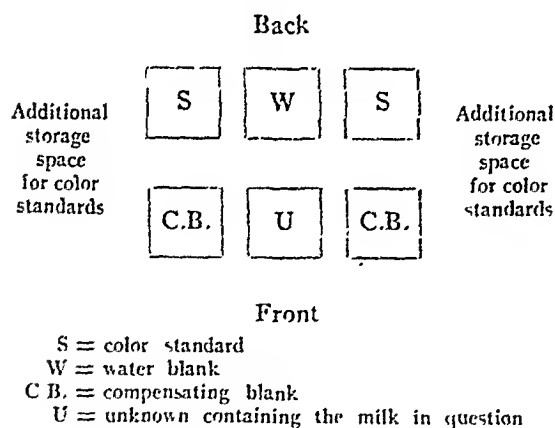 Back
S W S
Additional storage space for color standards
Additional storage space for color standards
C.B. U C.B.
Front
S = color standard
W = water blank
C B. = compensating blank
U = unknown containing the milk in question